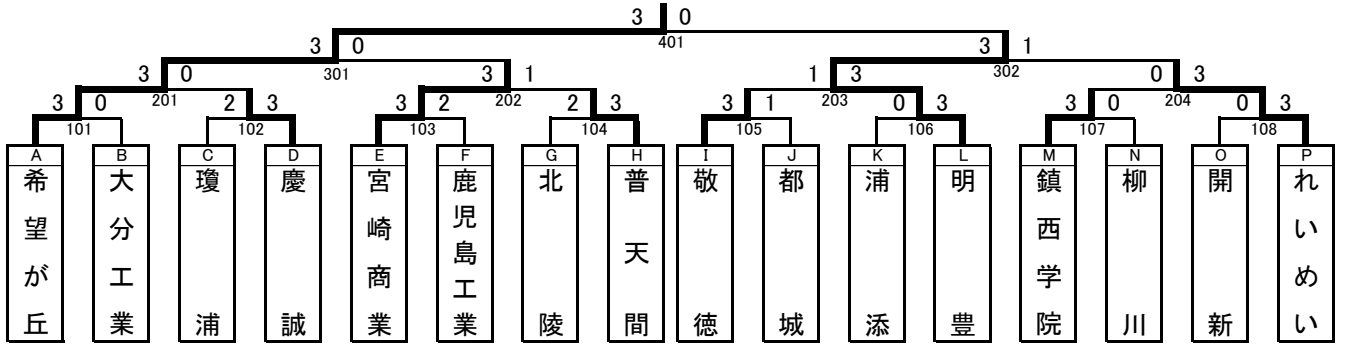 3 0
401
3 0 3 1
301 302
3 0 3 1 1 3 0 3
201 202 203 204
3 0 2 3 3 2 2 3 3 1 0 3 3 0 0 3
101 102 103 104 105 106 107 108
A B C D E F G H I J K L M N O P
希望が丘
大分工業
瓊浦
慶誠
宮崎商業
鹿児島工業
北陵
普天間
敬徳
都城
浦添
明豊
鎮西学院
柳川
開新
れいめい